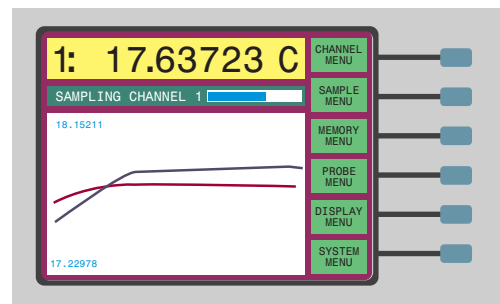 1: 17.63723 C
SAMPLING CHANNEL 1
18.15211
17.22978
CHANNEL
MENU
SAMPLE
MENU
MEMORY
MENU
PROBE
MENU
DISPLAY
MENU
SYSTEM
MENU